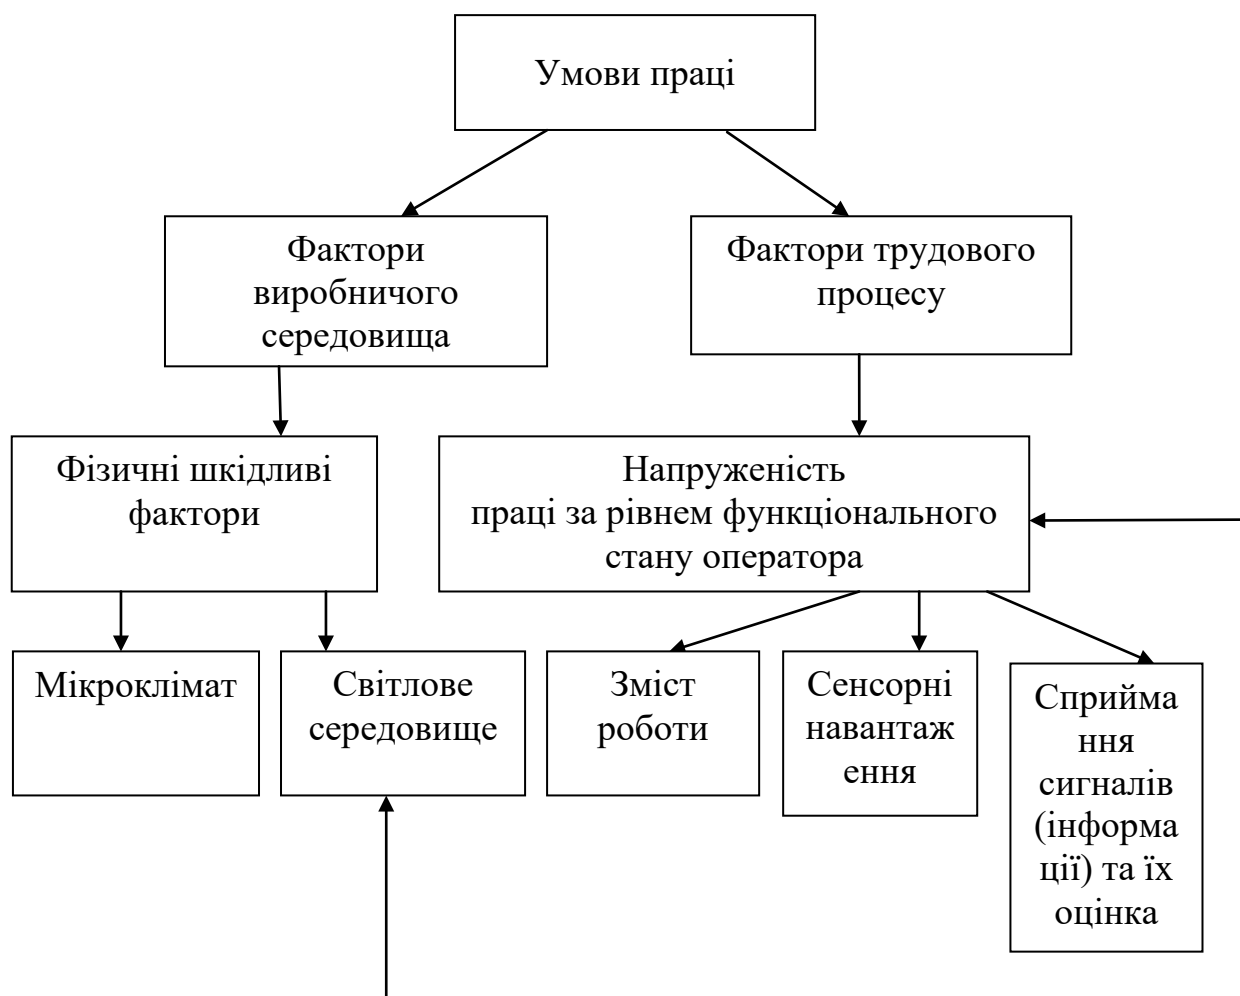 Умови праці
Фактори
виробничого
середовища
Фактори трудового
процесу
Фізичні шкідливі
фактори
Напруженість
праці за рівнем функціонального
стану оператора
Мікроклімат
Світлове
середовище
Зміст
роботи
Сенсорні
навантаж
ення
Сприйма
ння
сигналів
(інформа
ції) та їх
оцінка